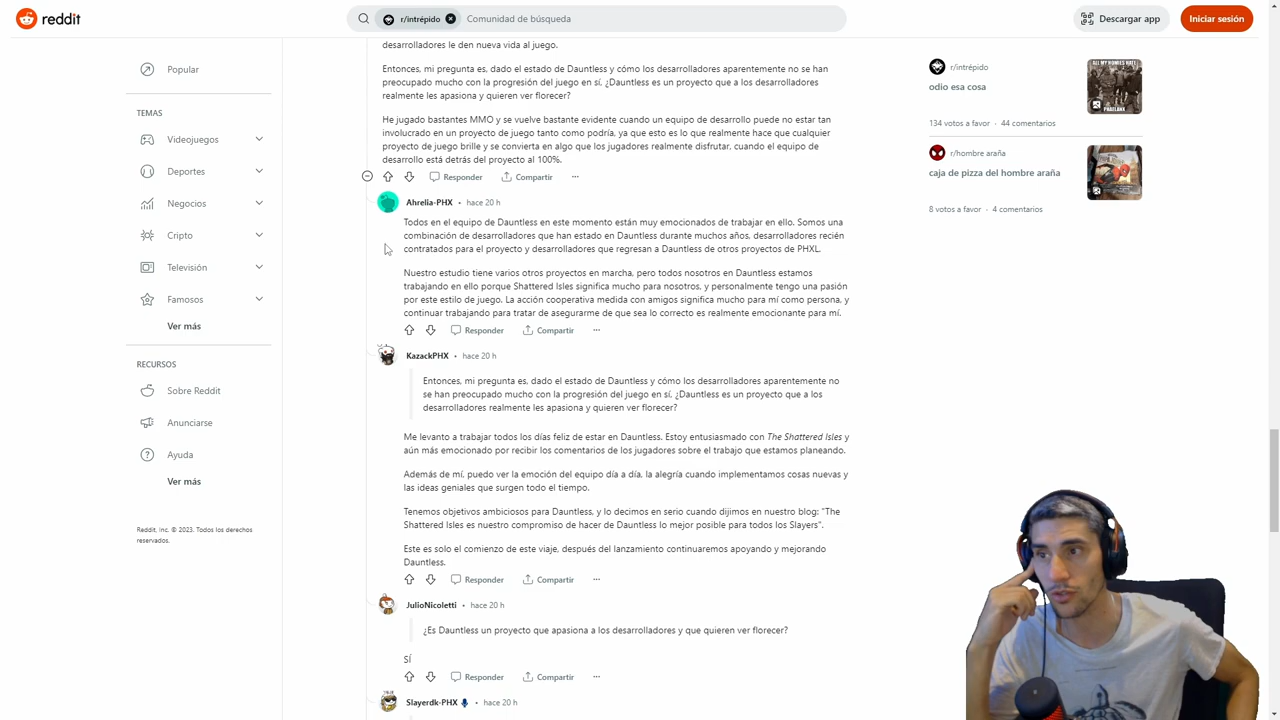 reddit
r/intrépido
Comunidad de búsqueda
Descargar app
Iniciar sesión
Popular
TEMAS
Videojuegos
Deportes
Negocios
Cripto
Televisión
Famosos
Ver más
RECURSOS
Sobre Reddit
Anunciarse
Ayuda
Ver más
Reddit, Inc. © 2023. Todos los derechos
reservados.
desarrolladores le den nueva vida al juego.
Entonces, mi pregunta es, dado el estado de Dauntless y cómo los desarrolladores aparentemente no se han
preocupado mucho con la progresión del juego en sí. ¿Dauntless es un proyecto que a los desarrolladores
realmente les apasiona y quieren ver florecer?
He jugado bastantes MMO y se vuelve bastante evidente cuando un equipo de desarrollo puede no estar tan
involucrado en un proyecto de juego tanto como podría, ya que esto es lo que realmente hace que cualquier
proyecto de juego brille y se convierta en algo que los jugadores realmente disfrutar, cuando el equipo de
desarrollo está detrás del proyecto al 100%.
Responder
Compartir
Ahrelia-PHX • hace 20 h
Todos en el equipo de Dauntless en este momento están muy emocionados de trabajar en ello. Somos una
combinación de desarrolladores que han estado en Dauntless durante muchos años, desarrolladores recién
contratados para el proyecto y desarrolladores que regresan a Dauntless de otros proyectos de PHXL.
Nuestro estudio tiene varios otros proyectos en marcha, pero todos nosotros en Dauntless estamos
trabajando en ello porque Shattered Isles significa mucho para nosotros, y personalmente tengo una pasión
por este estilo de juego. La acción cooperativa medida con amigos significa mucho para mí como persona, y
continuar trabajando para tratar de asegurarme de que sea lo correcto es realmente emocionante para mí.
Responder
Compartir
KazackPHX • hace 20 h
Entonces, mi pregunta es, dado el estado de Dauntless y cómo los desarrolladores aparentemente no
se han preocupado mucho con la progresión del juego en sí. ¿Dauntless es un proyecto que a los
desarrolladores realmente les apasiona y quieren ver florecer?
Me levanto a trabajar todos los días feliz de estar en Dauntless. Estoy entusiasmado con The Shattered Isles y
aún más emocionado por recibir los comentarios de los jugadores sobre el trabajo que estamos planeando.
Además de mí, puedo ver la emoción del equipo día a día, la alegría cuando implementamos cosas nuevas y
las ideas geniales que surgen todo el tiempo.
Tenemos objetivos ambiciosos para Dauntless, y lo decimos en serio cuando dijimos en nuestro blog: "The
Shattered Isles es nuestro compromiso de hacer de Dauntless lo mejor posible para todos los Slayers".
Este es solo el comienzo de este viaje, después del lanzamiento continuaremos apoyando y mejorando
Dauntless.
Responder
Compartir
JulioNicoletti • hace 20 h
¿Es Dauntless un proyecto que apasiona a los desarrolladores y que quieren ver florecer?
SÍ
Responder
Compartir
Slayerdk-PHX • hace 20 h
r/intrépido
odio esa cosa
134 votos a favor • 44 comentarios
ALL MY HOMIES HATE
PHAELANX
r/hombre araña
caja de pizza del hombre araña
8 votos a favor • 4 comentarios